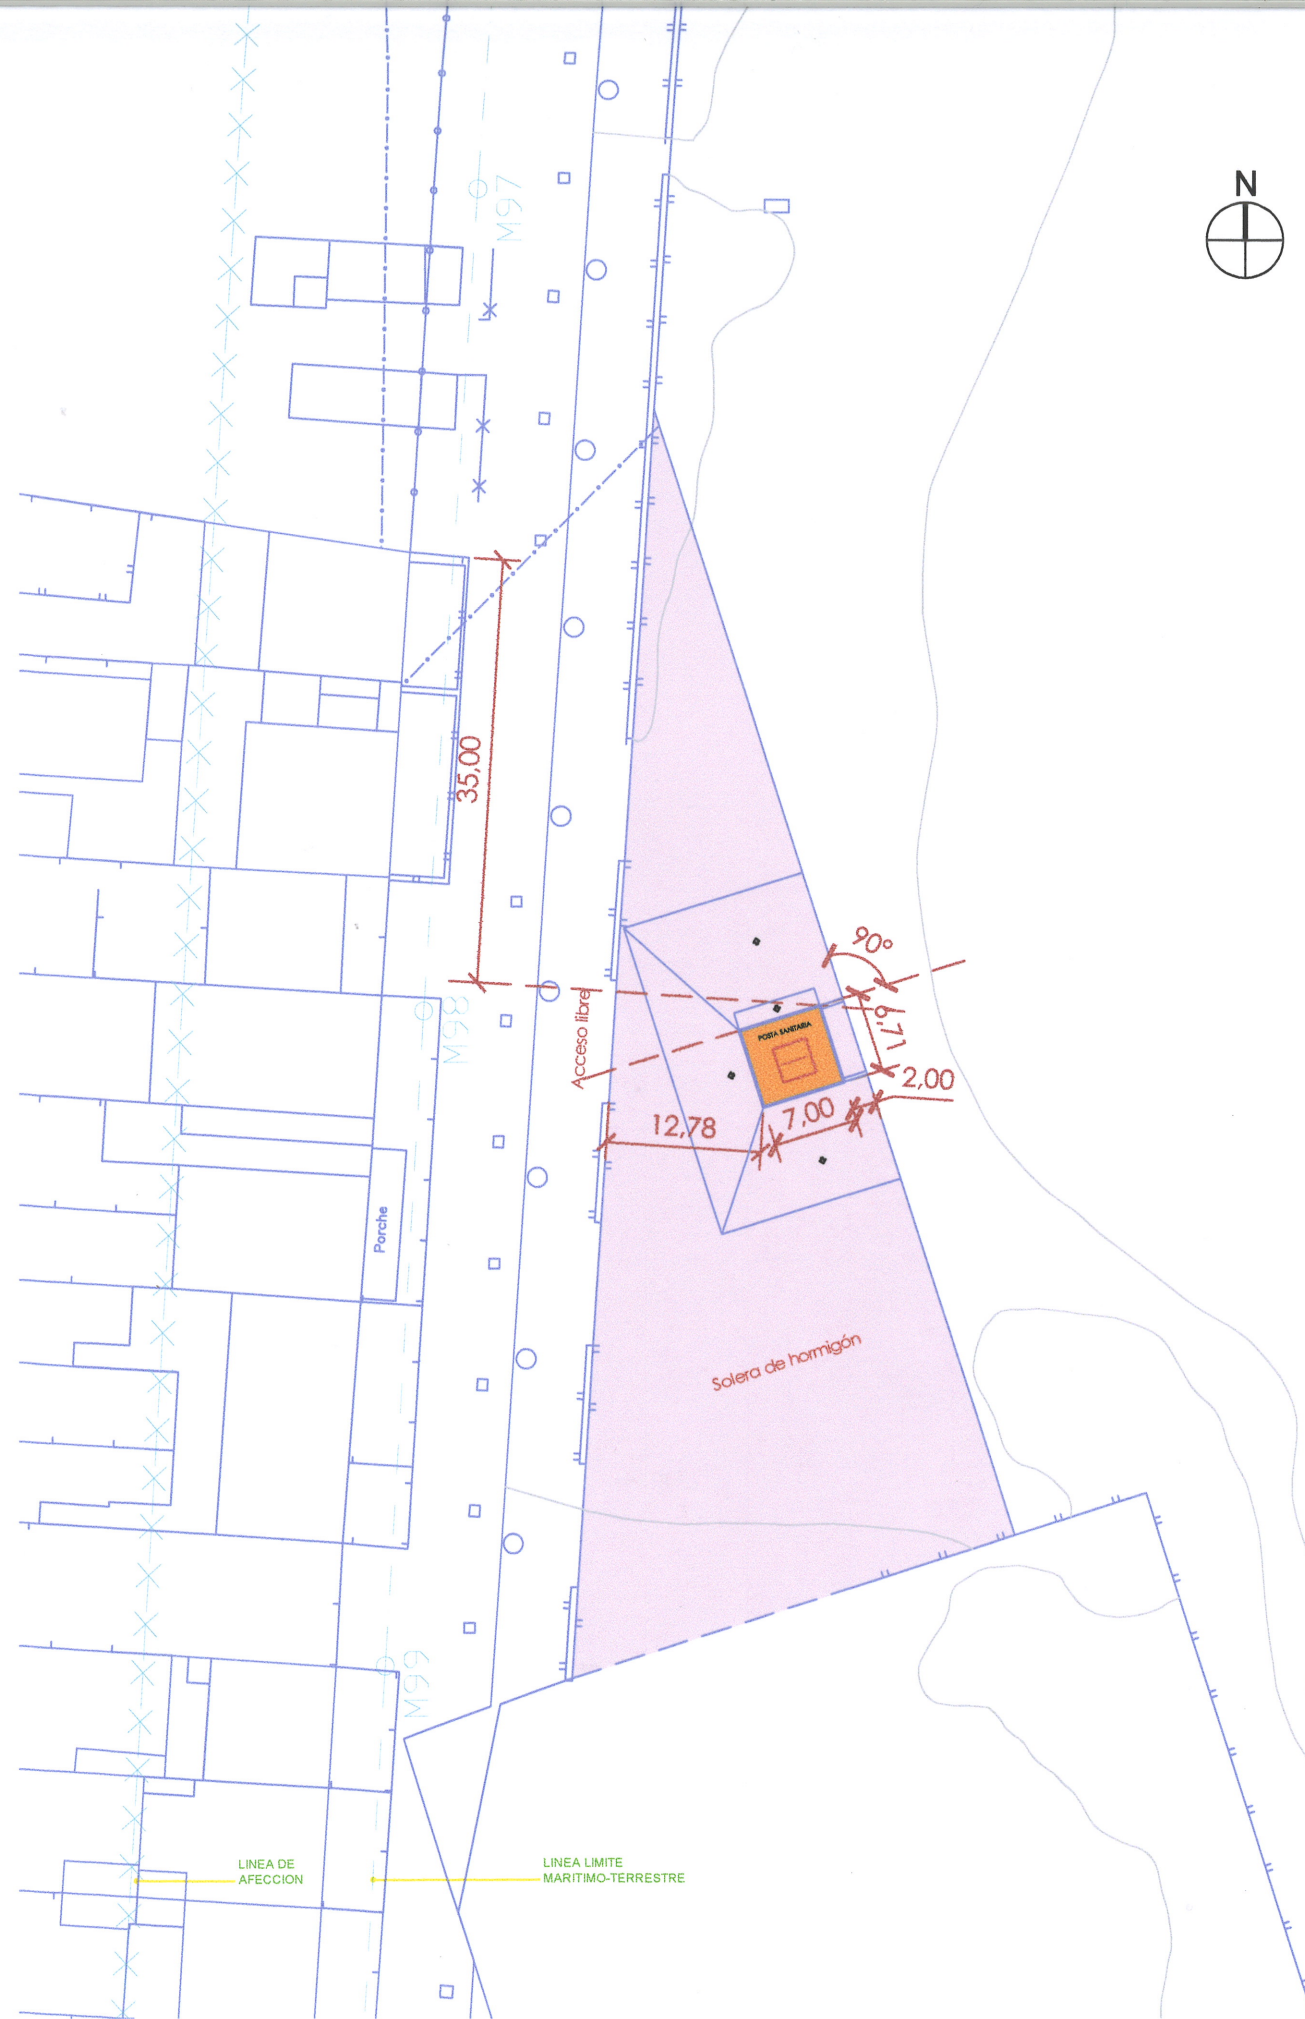 N
M97
35,00
90º
M98
Acceso libre
POSTA SANITARIA
6,71
2,00
7,00
12,78
Porche
Solera de hormigón
M99
LINEA DE
AFECCION
LINEA LIMITE
MARITIMO-TERRESTRE